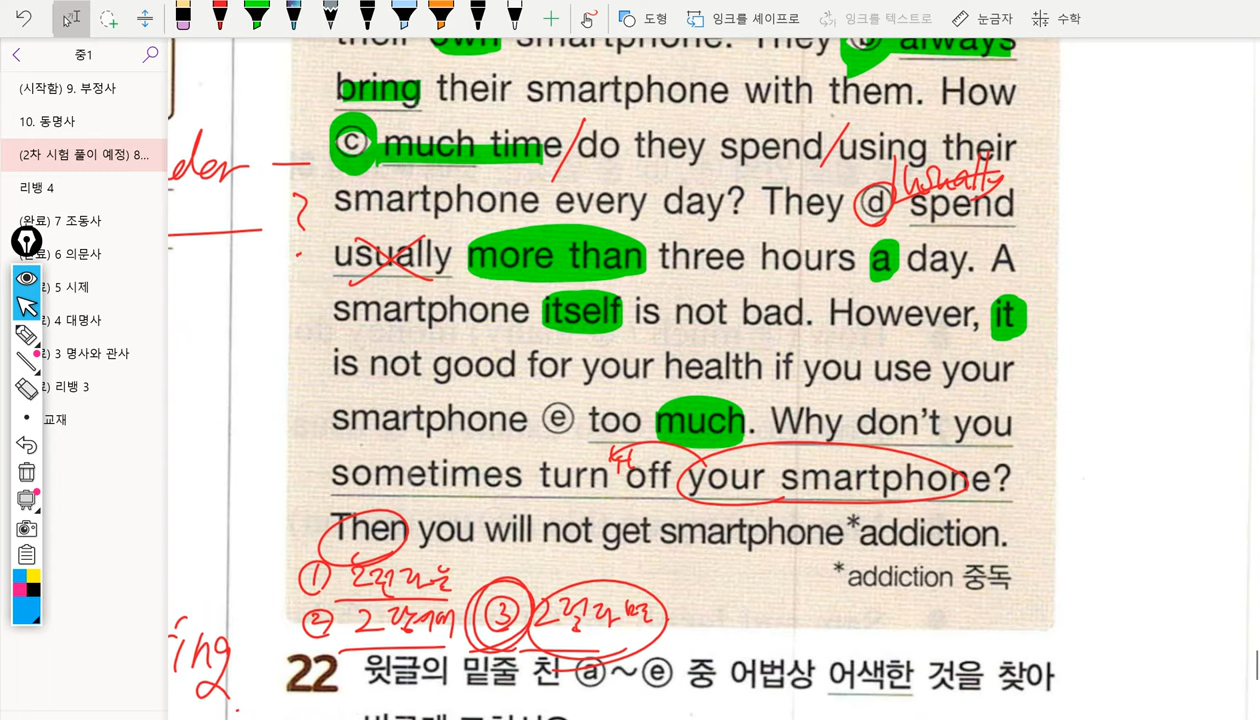 도형
잉크를 셰이프로
잉크를 텍스트로
눈금자
수학
중1
(시작함) 9. 부정사
10. 동명사
(2차 시험 풀이 예정) 8...
리뱅 4
(완료) 7 조동사
6 의문사
5 시제
4 대명사
3 명사와 관사
리뱅 3
교재
their own smartphone. They ⓑ always
bring their smartphone with them. How
ⓒ much time/do they spend/using their
usually
smartphone every day? They ⓓ spend
usually more than three hours a day. A
smartphone itself is not bad. However, it
is not good for your health if you use your
smartphone ⓔ too much. Why don't you
sometimes turn off your smartphone?
Then you will not get smartphone*addiction.
*addiction 중독
①
②
③ 그렇다면
ing
22 윗글의 밑줄 친 ⓐ~ⓔ 중 어법상 어색한 것을 찾아